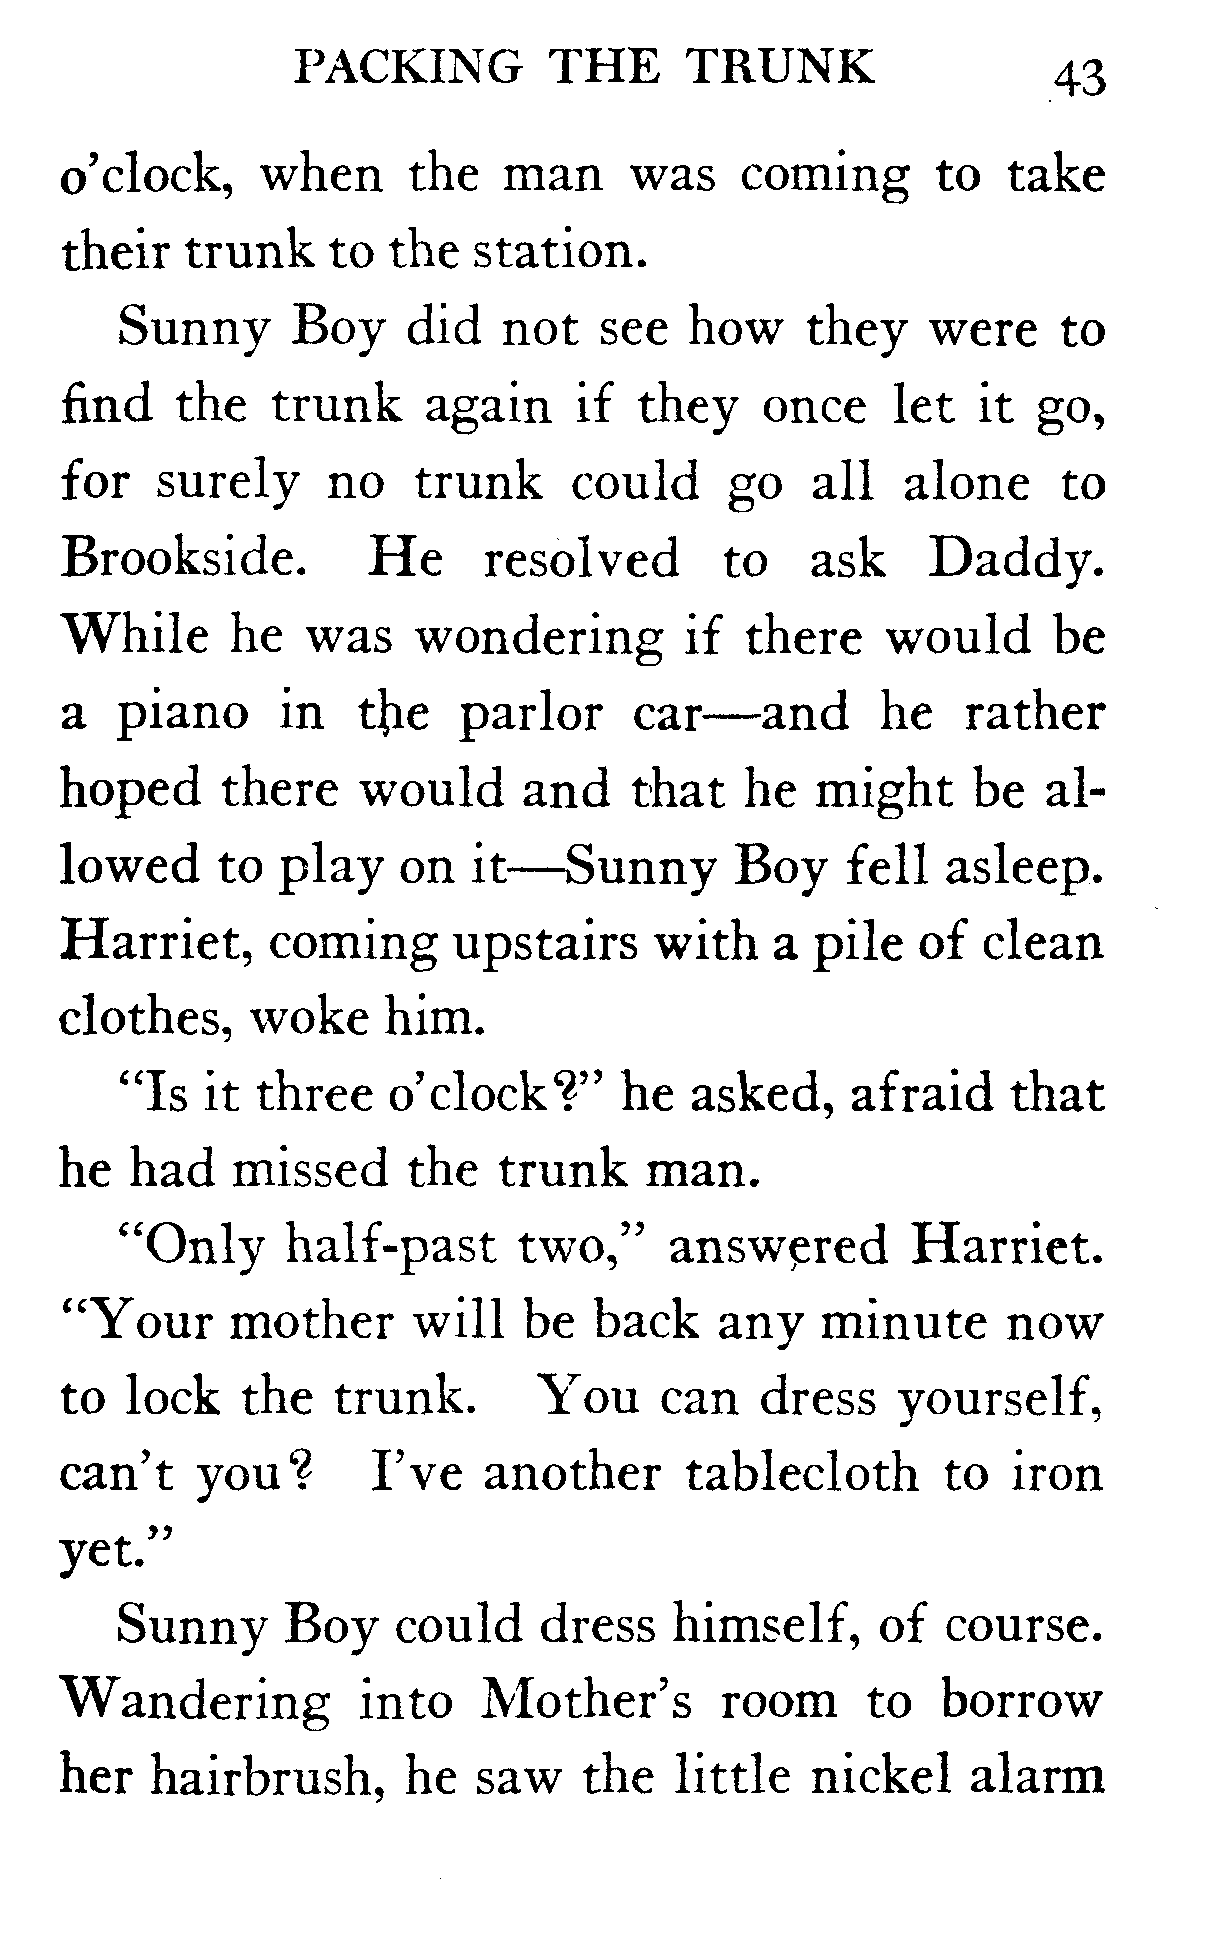 PACKING THE TRUNK 43
o'clock, when the man was coming to take
their trunk to the station.
Sunny Boy did not see how they were to
find the trunk again if they once let it go,
for surely no trunk could go all alone to
Brookside. He resolved to ask Daddy.
While he was wondering if there would be
a piano in the parlor car—and he rather
hoped there would and that he might be al-
lowed to play on it—Sunny Boy fell asleep.
Harriet, coming upstairs with a pile of clean
clothes, woke him.
“Is it three o'clock?” he asked, afraid that
he had missed the trunk man.
“Only half-past two,” answered Harriet.
“Your mother will be back any minute now
to lock the trunk. You can dress yourself,
can't you? I've another tablecloth to iron
yet.”
Sunny Boy could dress himself, of course.
Wandering into Mother's room to borrow
her hairbrush, he saw the little nickel alarm